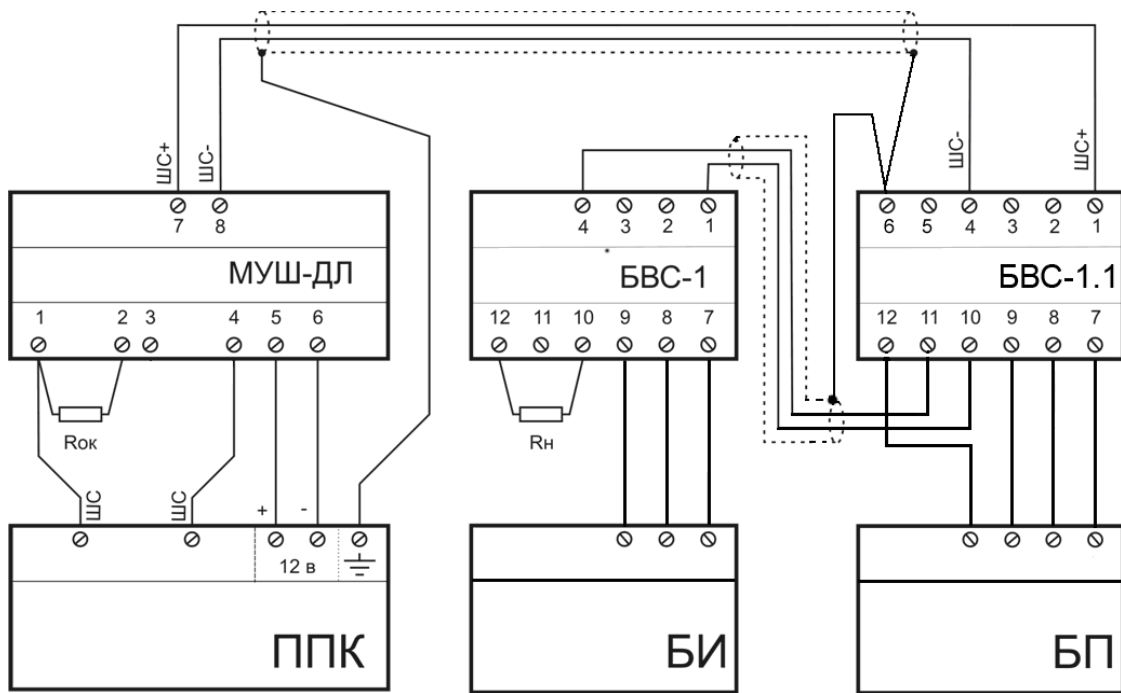 ШС+ ШС- ШС- ШС+
7 8 4 3 2 1 6 5 4 3 2 1
МУШ-ДЛ БВС-1 БВС-1.1
1 2 3 4 5 6 12 11 10 9 8 7 12 11 10 9 8 7
Rок Rн
ШС ШС + -
12 в
ППК БИ БП